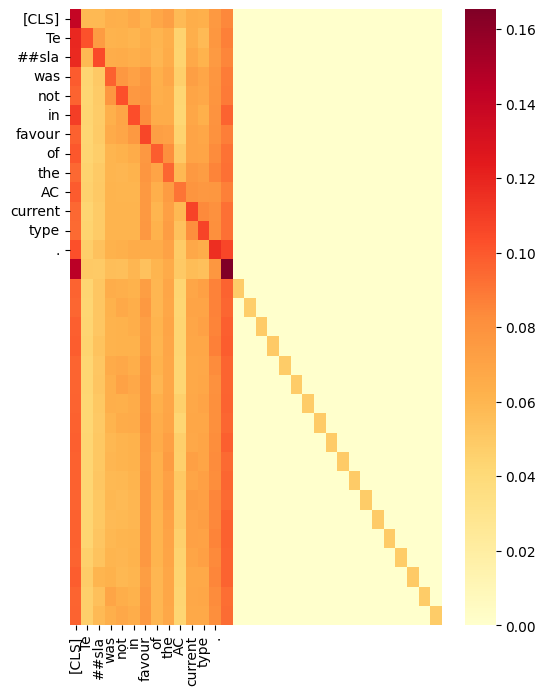 [CLS]
Te
##sla
was
not
in
favour
of
the
AC
current
type
.
0.16
0.14
0.12
0.10
0.08
0.06
0.04
0.02
0.00
[CLS]
Te
##sla
was
not
in
favour
of
the
AC
current
type
.